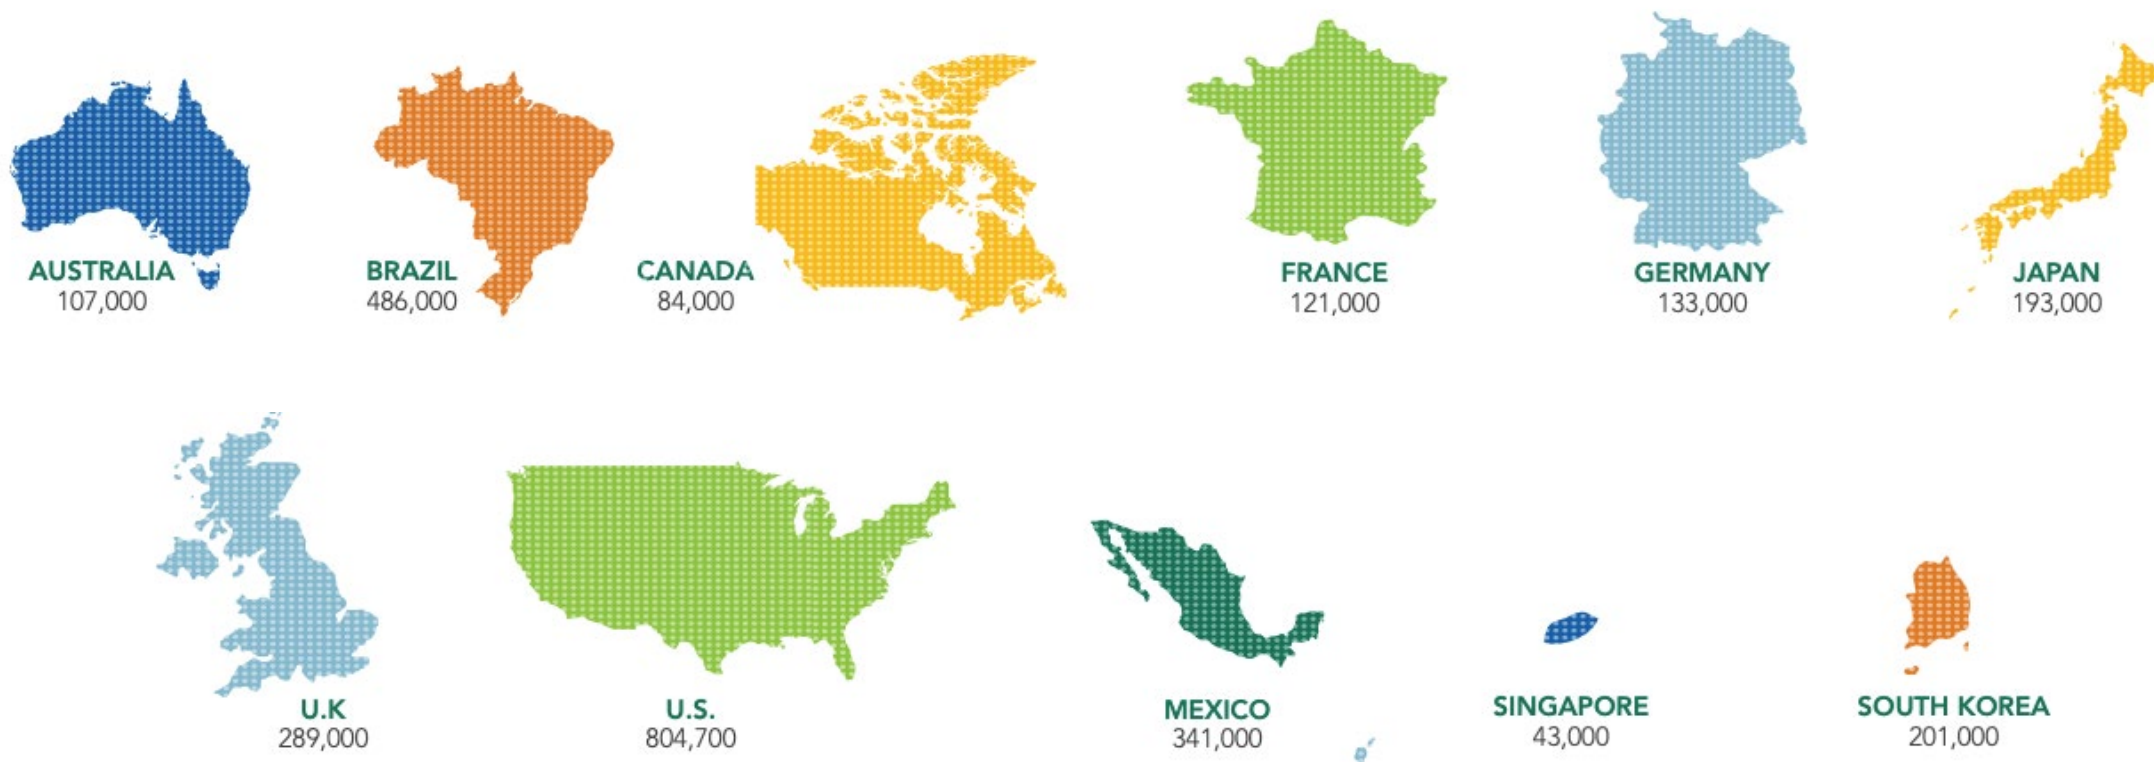 AUSTRALIA
107,000
BRAZIL
486,000
CANADA
84,000
FRANCE
121,000
GERMANY
133,000
JAPAN
193,000
U.K
289,000
U.S.
804,700
MEXICO
341,000
SINGAPORE
43,000
SOUTH KOREA
201,000